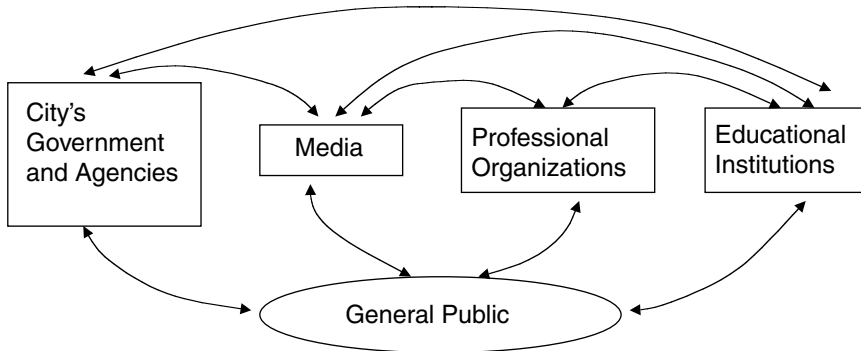 City's
Government
and Agencies
Media
Professional
Organizations
Educational
Institutions
General Public